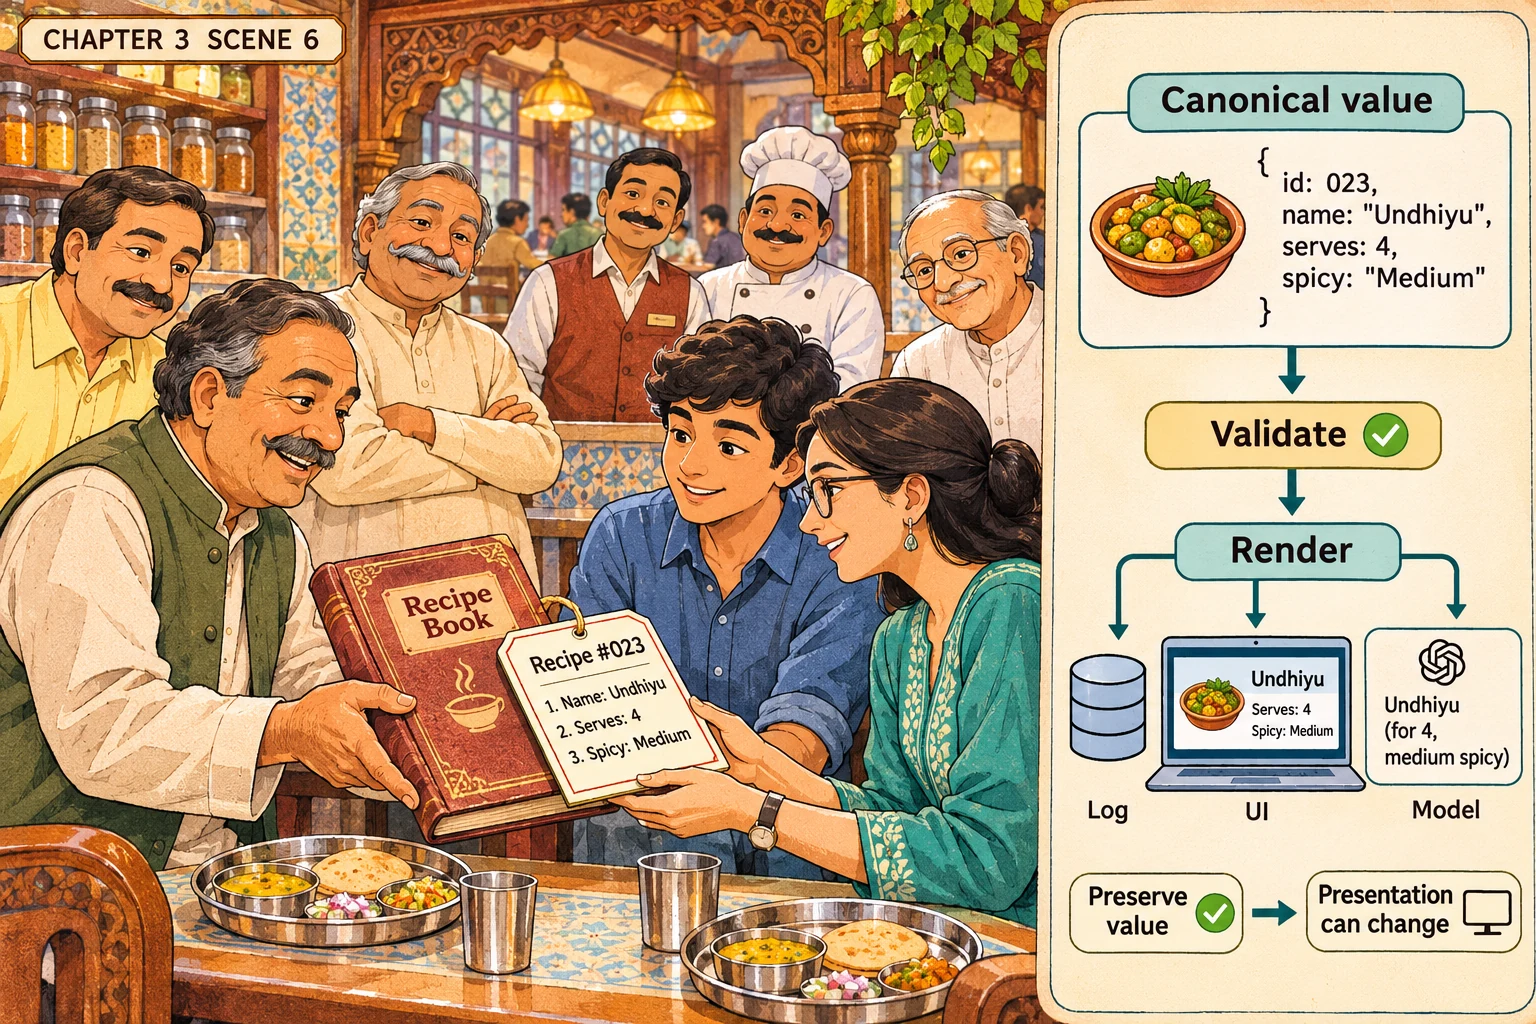 CHAPTER 3 SCENE 6
Recipe
Book
Recipe #023
1. Name: Undhiyu
2. Serves: 4
3. Spicy: Medium
Canonical value
{
id: 023,
name: "Undhiyu",
serves: 4,
spicy: "Medium"
}
Validate
Render
Undhiyu
Serves: 4
Spicy: Medium
Undhiyu
(for 4,
medium spicy)
Log
UI
Model
Preserve
value
Presentation
can change